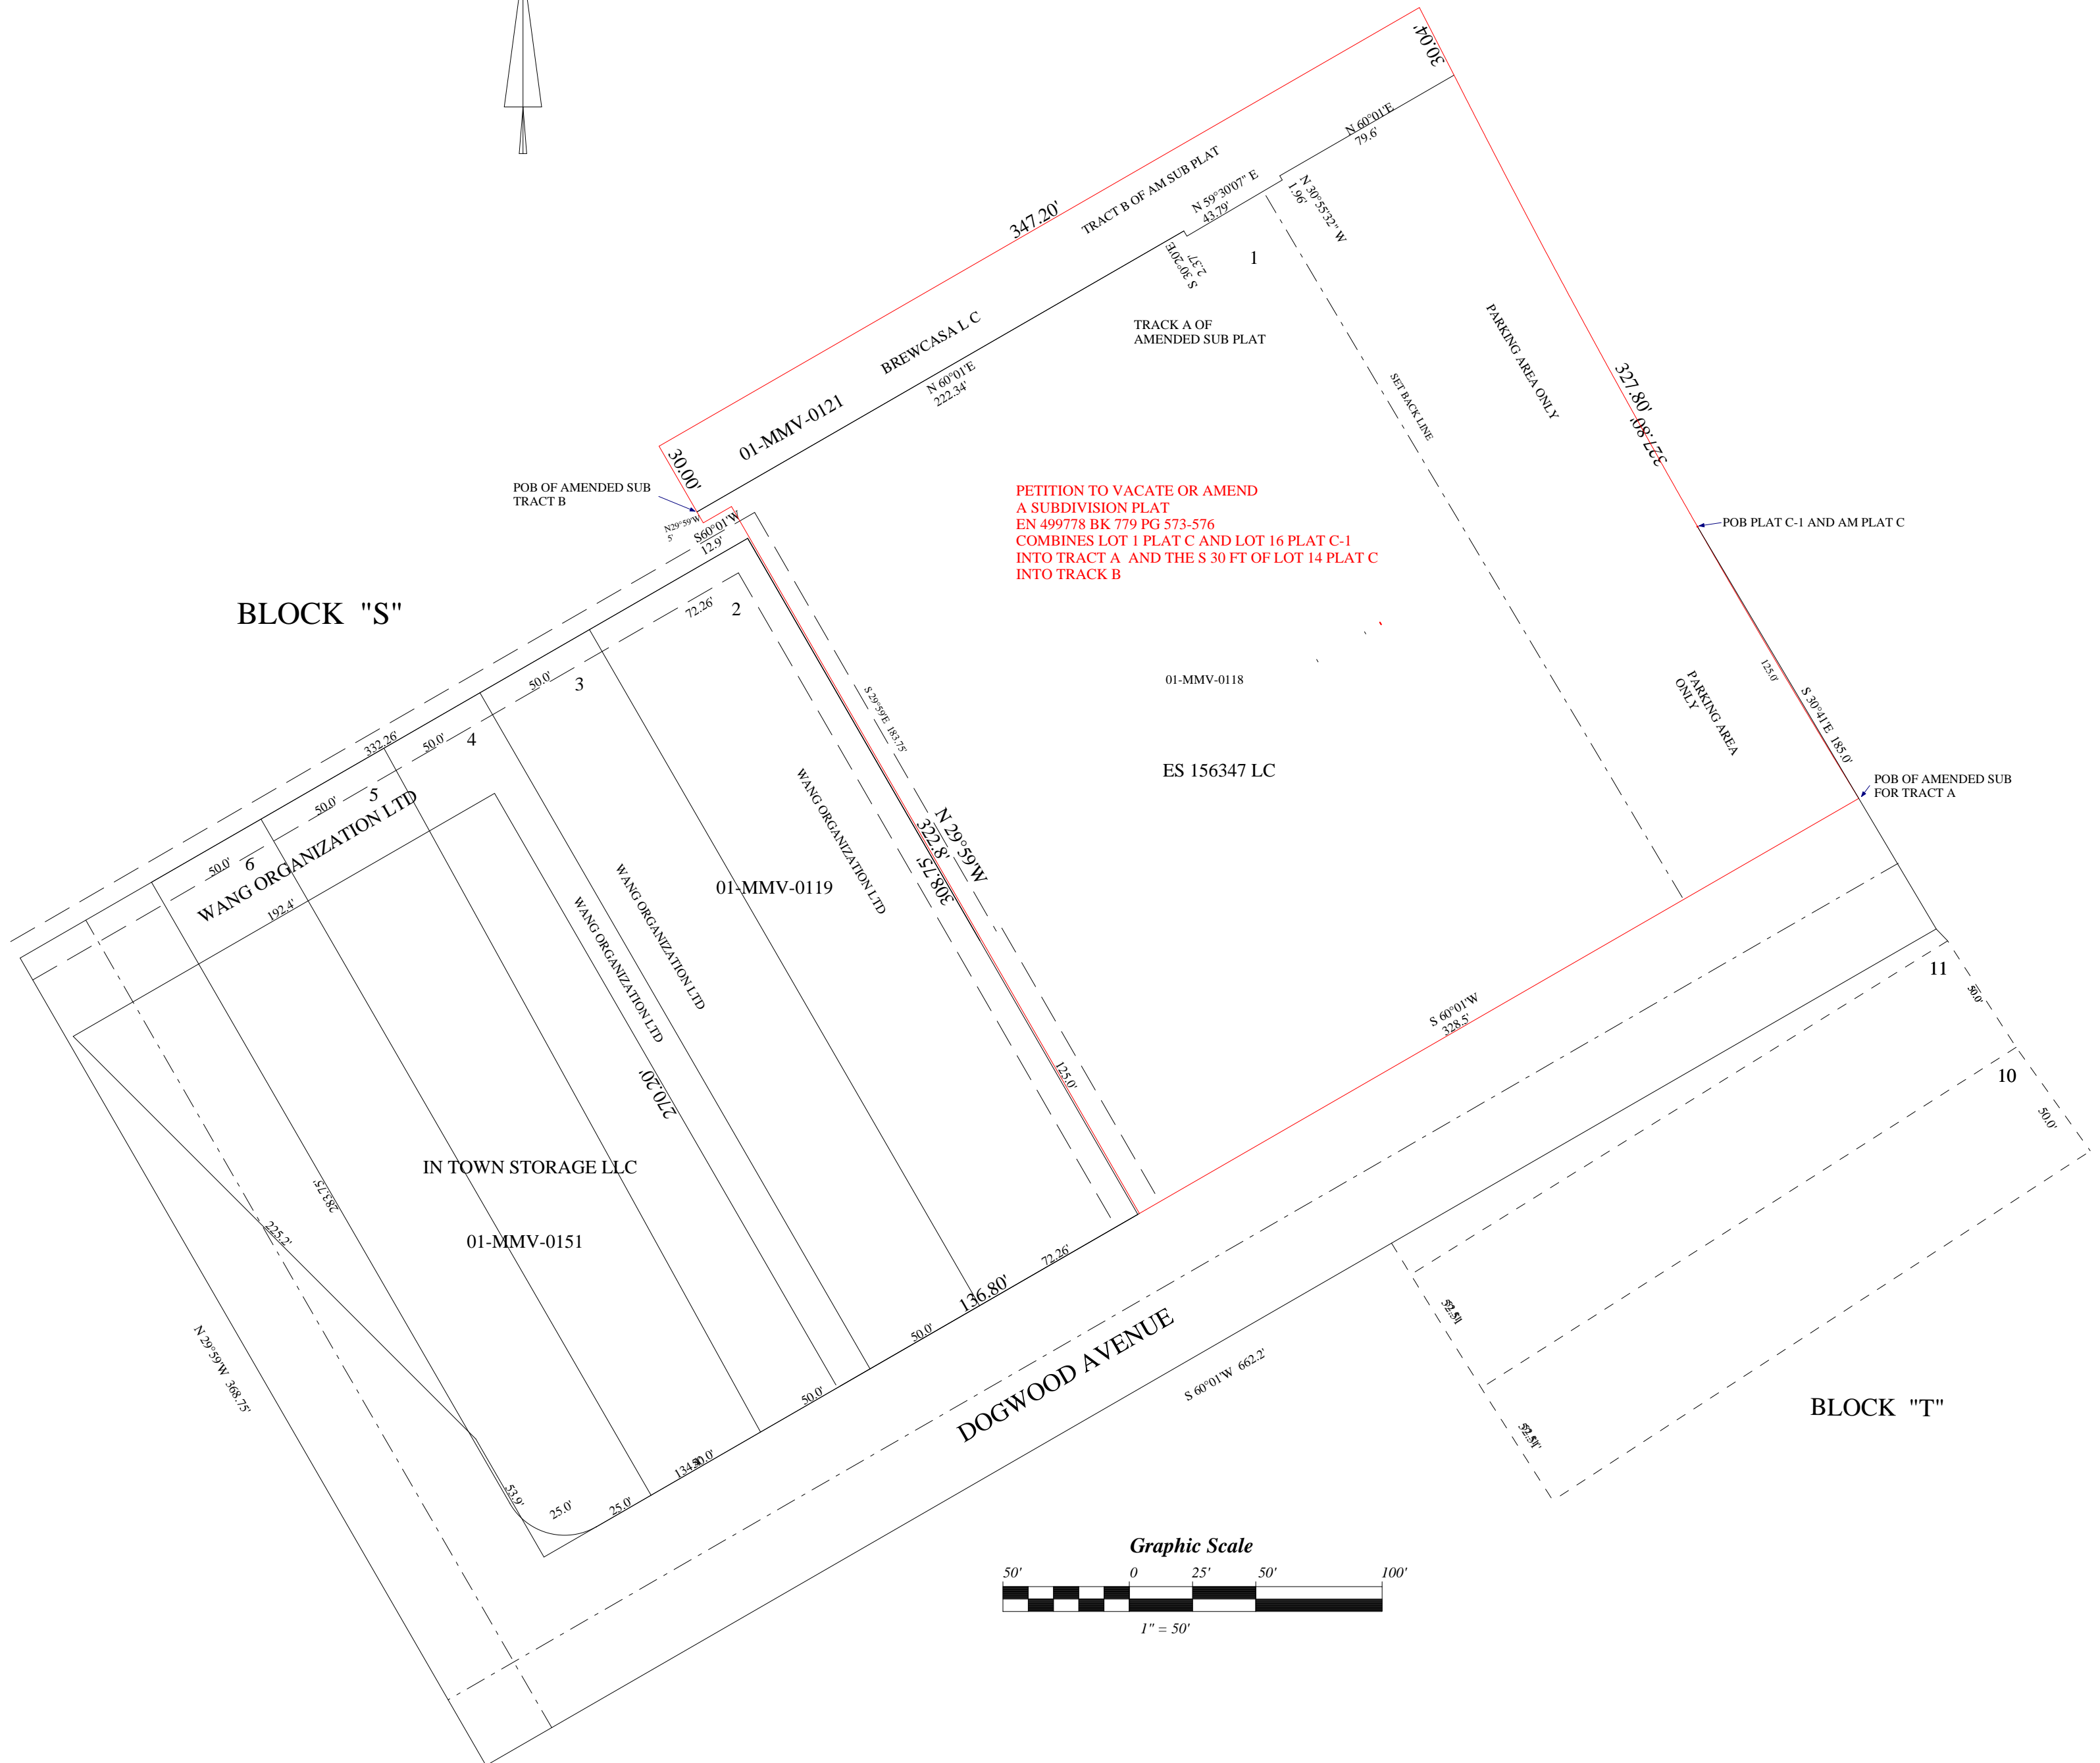 30.04'
N 60°01'E
79.6'
TRACT B OF AM SUB PLAT
347.20'
N 59°30'07" E
43.79'
N 30°55'32" W
1.96'
S 30°20'E
2.37'
1
TRACK A OF
AMENDED SUB PLAT
BREWCASA L C
N 60°01'E
222.34'
01-MMV-0121
30.00'
PARKING AREA ONLY
SET BACK LINE
327.80'
327.80'
POB OF AMENDED SUB
TRACT B
N29°59'W
5'
S60°01'W
12.9'
PETITION TO VACATE OR AMEND
A SUBDIVISION PLAT
EN 499778 BK 779 PG 573-576
COMBINES LOT 1 PLAT C AND LOT 16 PLAT C-1
INTO TRACT A  AND THE S 30 FT OF LOT 14 PLAT C
INTO TRACK B
POB PLAT C-1 AND AM PLAT C
BLOCK  "S"
72.26'
2
50.0'
3
50.0'
4
332.26'
50.0'
5
50.0'
6
WANG ORGANIZATION LTD
192.4'
S 29°59'E  183.75'
01-MMV-0118
125.0'
PARKING AREA
ONLY
S 30°41'E  185.0'
ES 156347 LC
POB OF AMENDED SUB
FOR TRACT A
WANG ORGANIZATION LTD
N 29°59'W
322.8'
308.75'
01-MMV-0119
WANG ORGANIZATION LTD
WANG ORGANIZATION LTD
270.20'
125.0'
S 60°01'W
328.5'
11
50.0'
10
50.0'
IN TOWN STORAGE LLC
283.75'
225.2'
01-MMV-0151
72.26'
136.80'
50.0'
50.0'
50.0'
25.0'
25.0'
53.9'
N 29°59'W  368.75'
DOGWOOD AVENUE
S 60°01'W  662.2'
BLOCK  "T"
Graphic Scale
50' 0 25' 50' 100'
1" = 50'